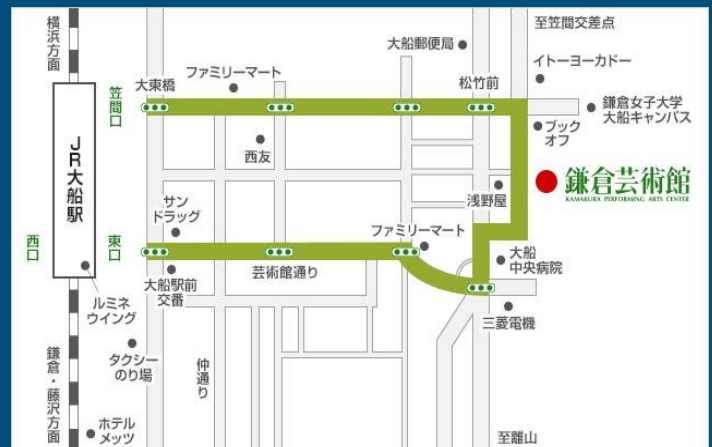 横浜方面
JR大船駅
笠間口
西口
東口
大東橋
ファミリーマート
大船郵便局
松竹前
至笠間交差点
イトーヨーカドー
鎌倉女子大学
大船キャンパス
ブック
オフ
鎌倉芸術館
KAMAKURA PERFORMING ARTS CENTER
西友
浅野屋
サン
ドラッグ
ファミリーマート
大船
中央病院
芸術館通り
大船駅前
交番
ルミネ
ウイング
三菱電機
タクシー
のり場
仲通り
鎌倉・藤沢方面
ホテル
メッツ
至離山